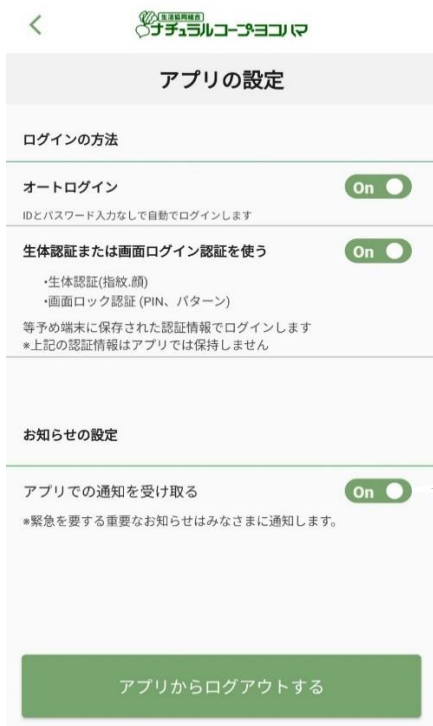 生活協同組合
ナチュラルコープヨコハマ
アプリの設定
ログインの方法
オートログイン
On
IDとパスワード入力なしで自動でログインします
生体認証または画面ログイン認証を使う
On
・生体認証(指紋.顔)
・画面ロック認証 (PIN、パターン)
等予め端末に保存された認証情報でログインします
※上記の認証情報はアプリでは保持しません
お知らせの設定
アプリでの通知を受け取る
On
※緊急を要する重要なお知らせはみなさまに通知します。
アプリからログアウトする